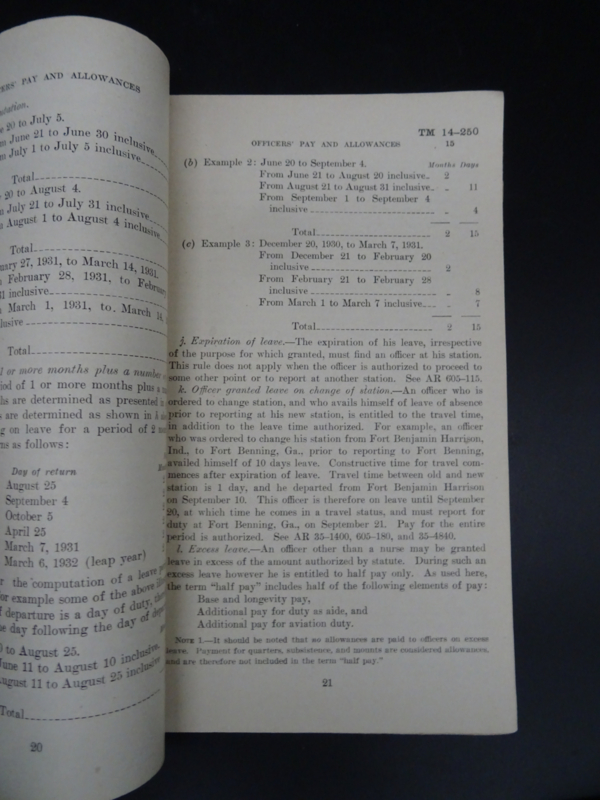 PAY AND ALLOWANCES
20 to July 5.
June 21 to June 30 inclusive
July 1 to July 5 inclusive
Total
20 to August 4.
July 21 to July 31 inclusive
August 1 to August 4 inclusive
Total
27, 1931, to March 14, 1931.
February 28, 1931, to
inclusive
March 1, 1931, to March 14,
Total
or more months plus a number
of 1 or more months plus a
are determined as presented
are determined as shown in
on leave for a period of 2
as follows:
Day of return
August 25
September 4
October 5
April 25
March 7, 1931
March 6, 1932 (leap year)
the computation of a leave
example some of the above
departure is a day of duty,
day following the day of
to August 25.
June 11 to August 10 inclusive.
August 11 to August 25 inclusive
Total
20
TM 14-250
OFFICERS' PAY AND ALLOWANCES 15
(b) Example 2: June 20 to September 4. Months Days
From June 21 to August 20 inclusive 2
From August 21 to August 31 inclusive 11
From September 1 to September 4
inclusive 4
Total 2 15
(c) Example 3: December 20, 1930, to March 7, 1931.
From December 21 to February 20
inclusive 2
From February 21 to February 28
inclusive 8
From March 1 to March 7 inclusive 7
Total 2 15
j. Expiration of leave.—The expiration of his leave, irrespective
of the purpose for which granted, must find an officer at his station.
This rule does not apply when the officer is authorized to proceed to
some other point or to report at another station. See AR 605-115.
k. Officer granted leave on change of station.—An officer who is
ordered to change station, and who avails himself of leave of absence
prior to reporting at his new station, is entitled to the travel time,
in addition to the leave time authorized. For example, an officer
who was ordered to change his station from Fort Benjamin Harrison,
Ind., to Fort Benning, Ga., prior to reporting to Fort Benning,
availed himself of 10 days leave. Constructive time for travel com-
mences after expiration of leave. Travel time between old and new
station is 1 day, and he departed from Fort Benjamin Harrison
on September 10. This officer is therefore on leave until September
20, at which time he comes in a travel status, and must report for
duty at Fort Benning, Ga., on September 21. Pay for the entire
period is authorized. See AR 35-1400, 605-180, and 35-4840.
l. Excess leave.—An officer other than a nurse may be granted
leave in excess of the amount authorized by statute. During such an
excess leave however he is entitled to half pay only. As used here,
the term "half pay" includes half of the following elements of pay:
Base and longevity pay,
Additional pay for duty as aide, and
Additional pay for aviation duty.
NOTE 1.—It should be noted that no allowances are paid to officers on excess
leave. Payment for quarters, subsistence, and mounts are considered allowances,
and are therefore not included in the term "half pay."
21